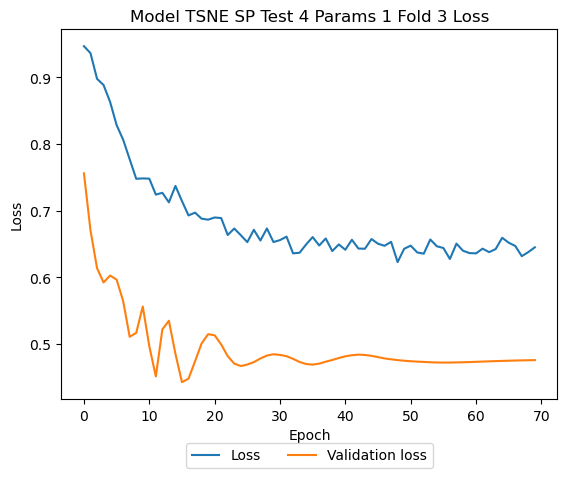 Model TSNE SP Test 4 Params 1 Fold 3 Loss
0.9
0.8
0.7
0.6
0.5
Loss
0 10 20 30 40 50 60 70
Epoch
Loss Validation loss